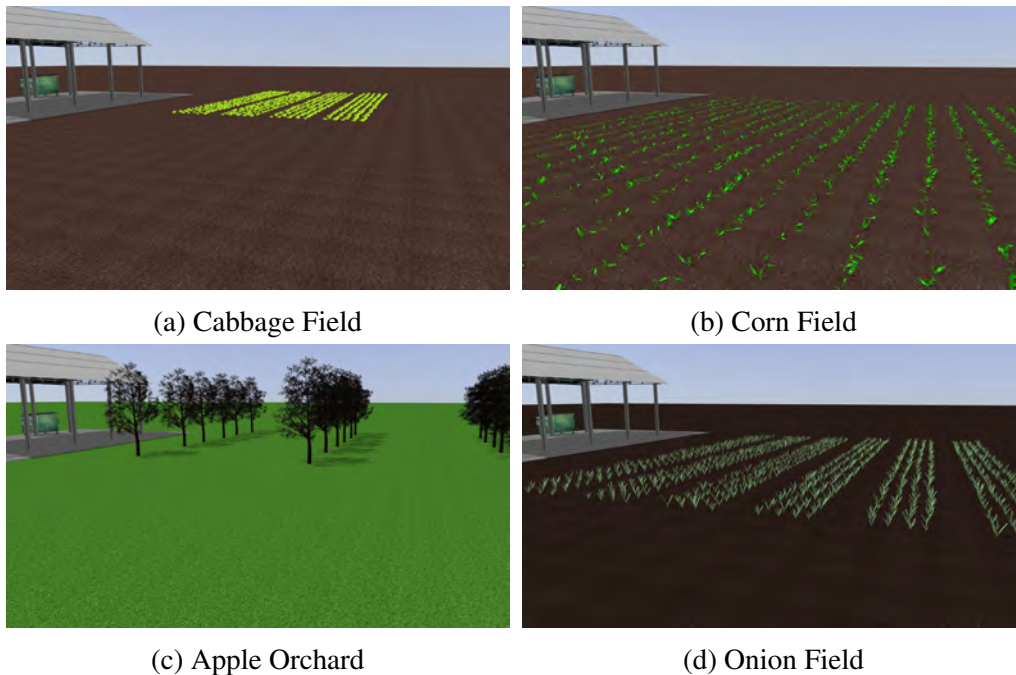 (a) Cabbage Field
(b) Corn Field
(c) Apple Orchard
(d) Onion Field